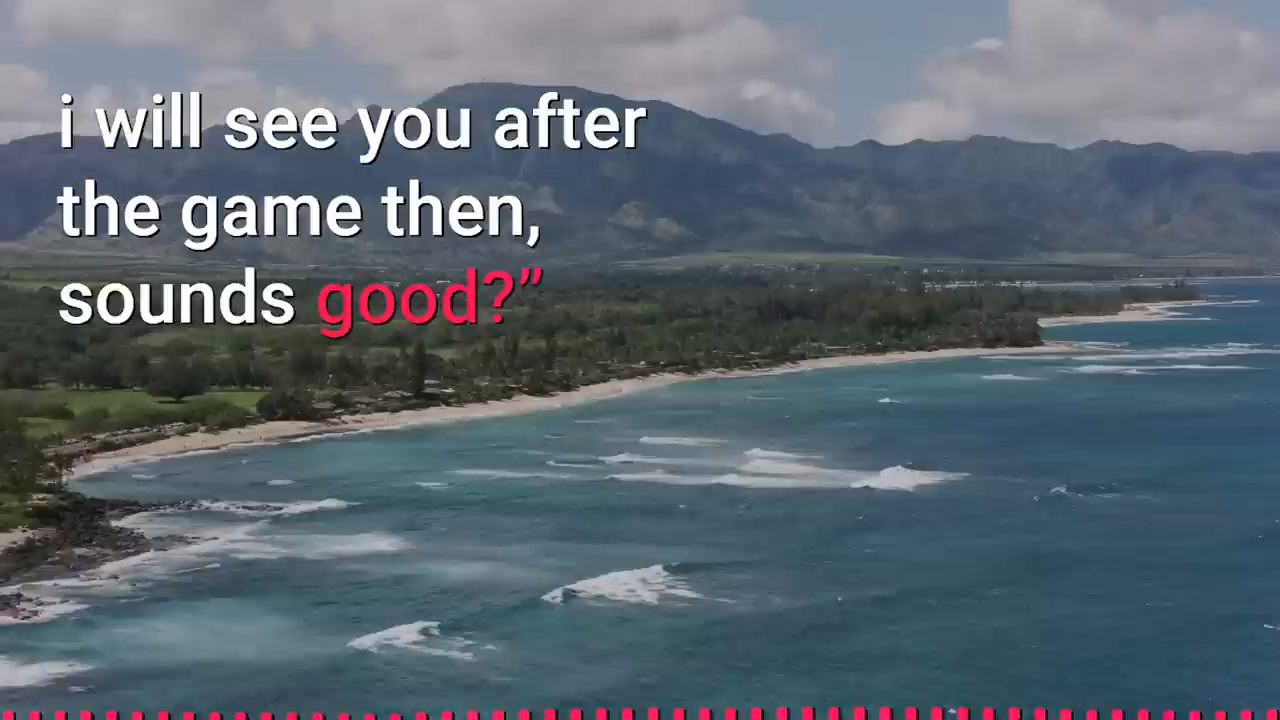 i will see you after
the game then,
sounds good?”